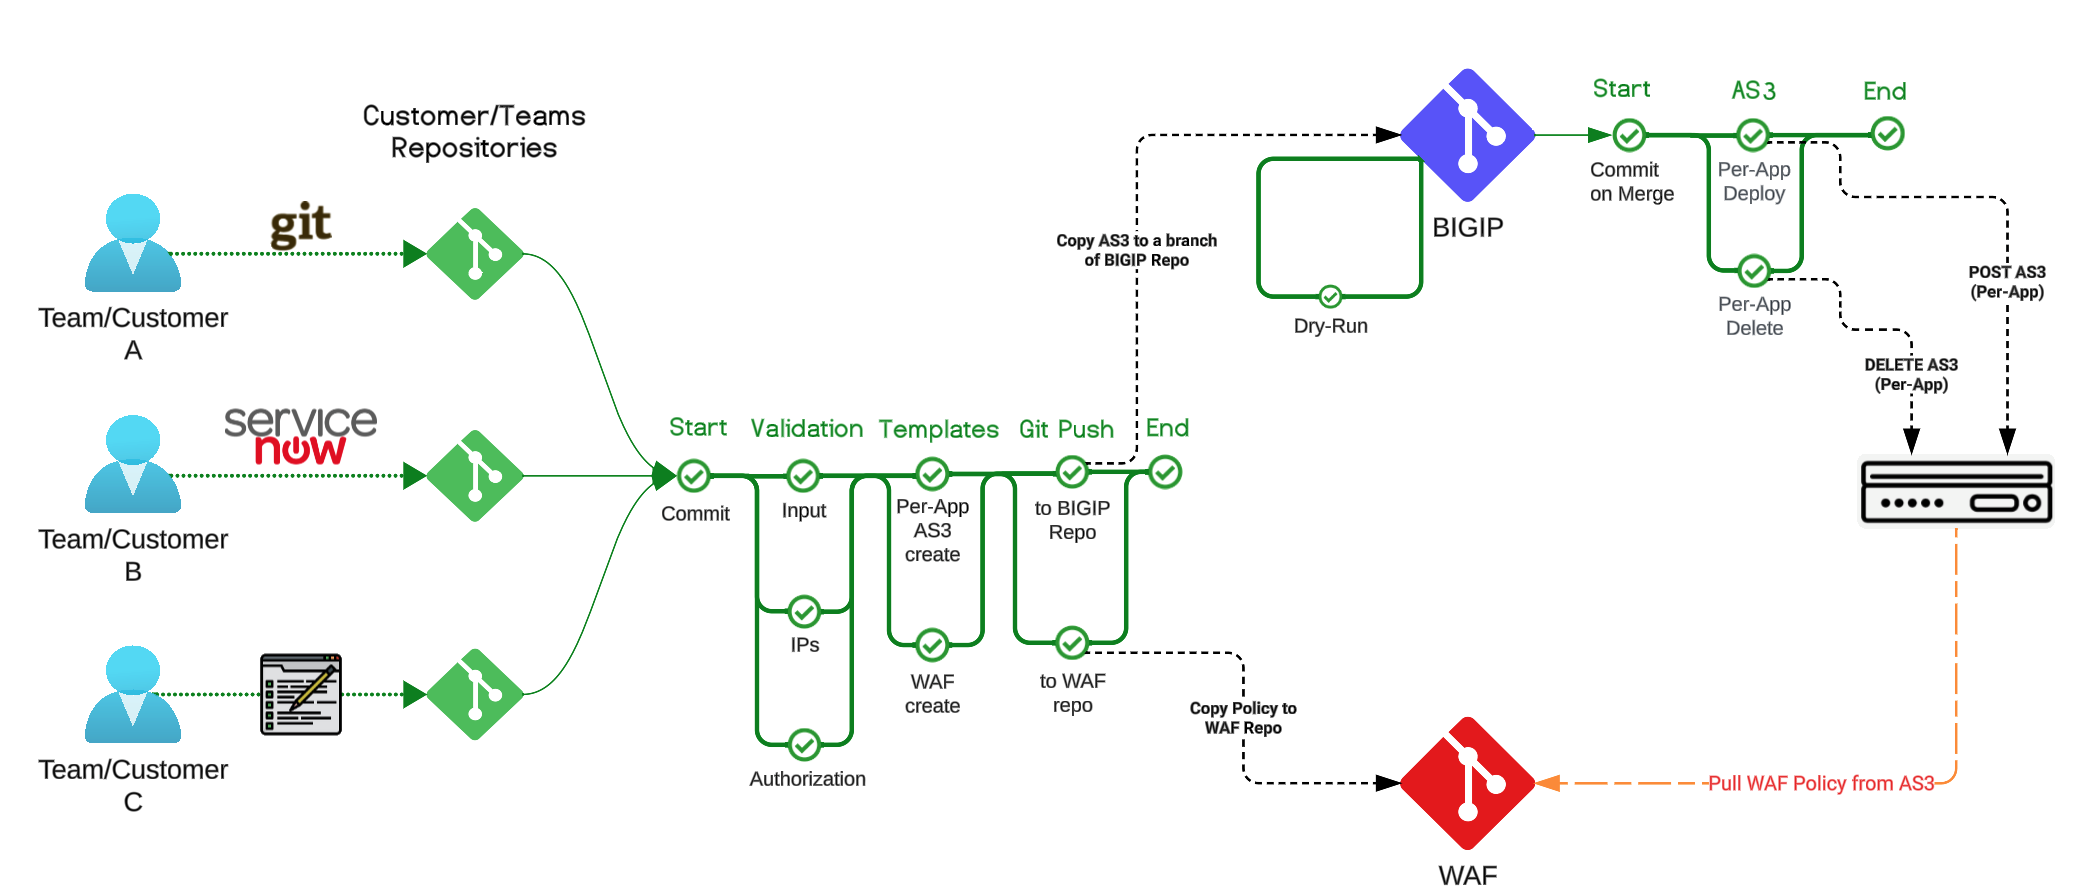 Customer/Teams
Repositories
git
Team/Customer
A
service
now
Team/Customer
B
Team/Customer
C
Start
Validation
Templates
Git Push
End
Commit
Input
Per-App
AS3
create
to BIGIP
Repo
IPs
WAF
create
to WAF
repo
Authorization
Copy AS3 to a branch
of BIGIP Repo
Copy Policy to
WAF Repo
BIGIP
Dry-Run
Start
AS3
End
Commit
on Merge
Per-App
Deploy
Per-App
Delete
POST AS3
(Per-App)
DELETE AS3
(Per-App)
Pull WAF Policy from AS3
WAF